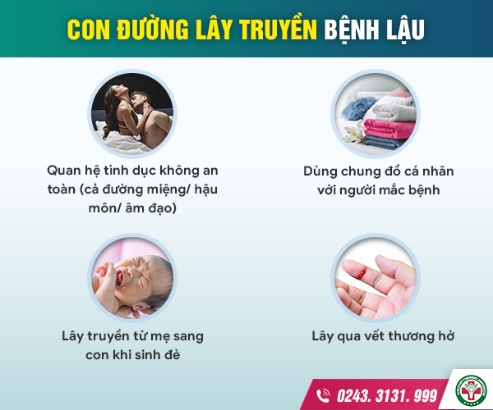 CON ĐƯỜNG LÂY TRUYỀN BỆNH LẬU
Quan hệ tình dục không an
toàn (cả đường miệng/ hậu
môn/ âm đạo)
Dùng chung đồ cá nhân
với người mắc bệnh
Lây truyền từ mẹ sang
con khi sinh đẻ
Lây qua vết thương hở
0243. 3131. 999